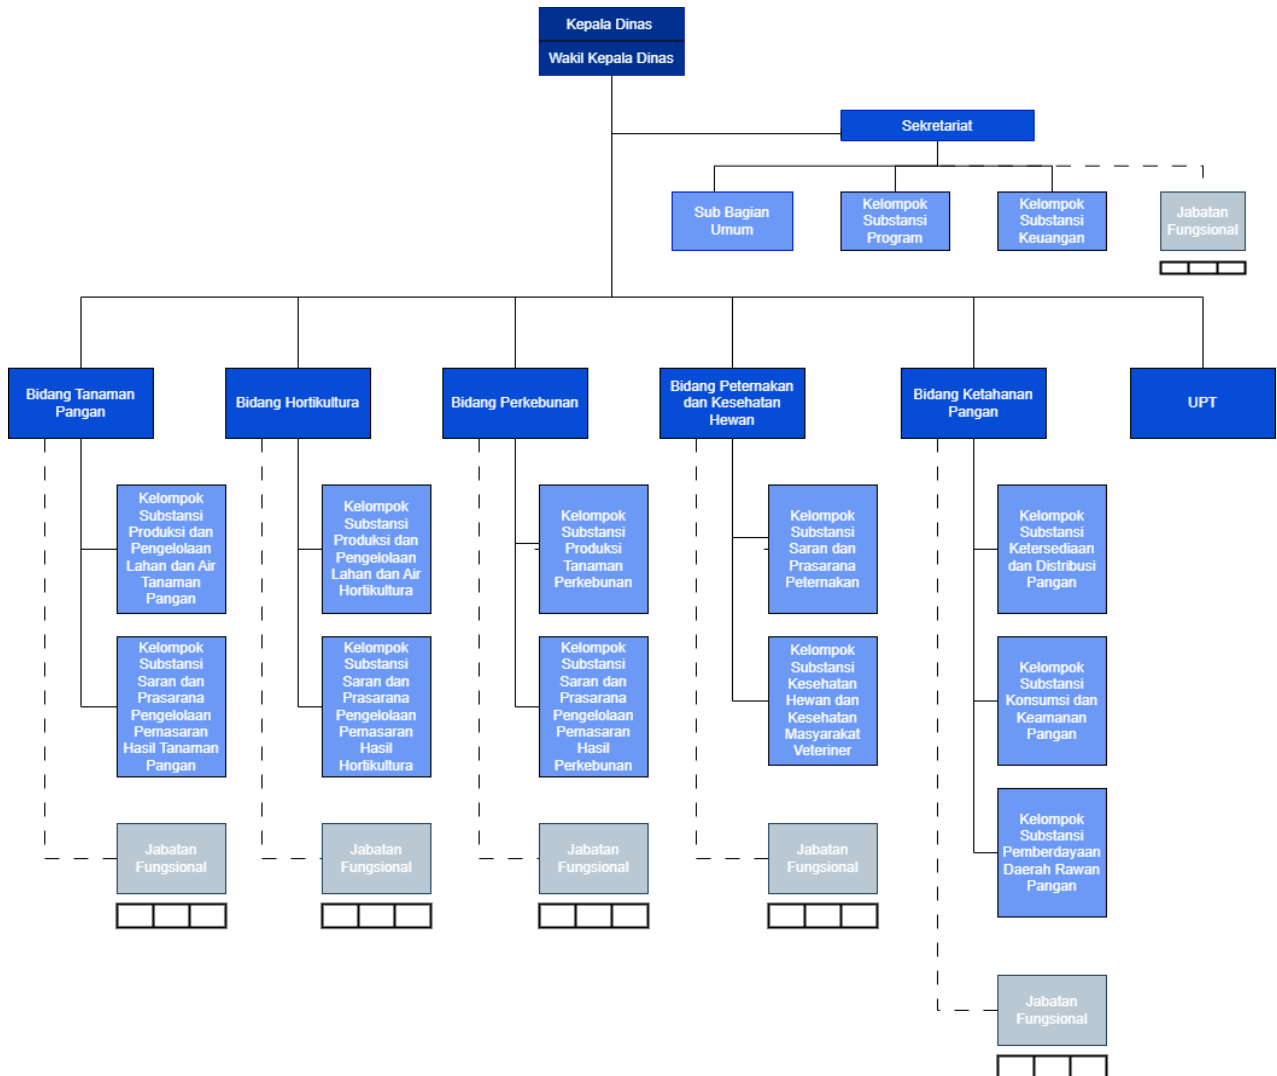 Kepala Dinas
Wakil Kepala Dinas
Sekretariat
Sub Bagian
Umum
Kelompok
Substansi
Program
Kelompok
Substansi
Keuangan
Jabatan
Fungsional
Bidang Tanaman
Pangan
Bidang Hortikultura
Bidang Perkebunan
Bidang Peternakan
dan Kesehatan
Hewan
Bidang Ketahanan
Pangan
UPT
Kelompok
Substansi
Produksi dan
Pengelolaan
Lahan dan Air
Tanaman
Pangan
Kelompok
Substansi
Produksi dan
Pengelolaan
Lahan dan Air
Hortikultura
Kelompok
Substansi
Produksi
Tanaman
Perkebunan
Kelompok
Substansi
Saran dan
Prasarana
Peternakan
Kelompok
Substansi
Ketersediaan
dan Distribusi
Pangan
Kelompok
Substansi
Saran dan
Prasarana
Pengelolaan
Pemasaran
Hasil Tanaman
Pangan
Kelompok
Substansi
Saran dan
Prasarana
Pengelolaan
Pemasaran
Hasil
Hortikultura
Kelompok
Substansi
Saran dan
Prasarana
Pengelolaan
Pemasaran
Hasil
Perkebunan
Kelompok
Substansi
Kesehatan
Hewan dan
Kesehatan
Masyarakat
Veteriner
Kelompok
Substansi
Konsumsi dan
Keamanan
Pangan
Kelompok
Substansi
Pemberdayaan
Daerah Rawan
Pangan
Jabatan
Fungsional
Jabatan
Fungsional
Jabatan
Fungsional
Jabatan
Fungsional
Jabatan
Fungsional